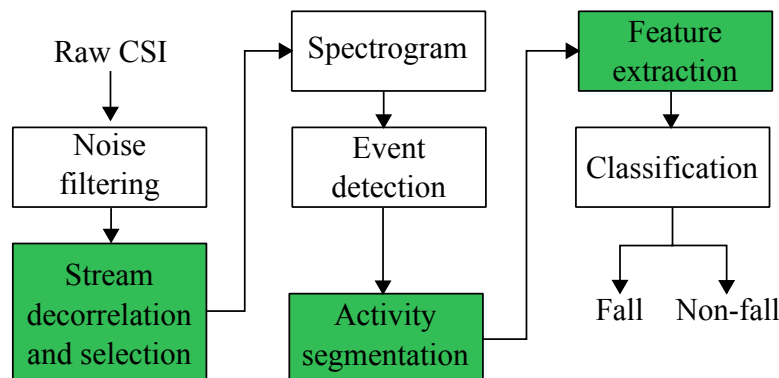 Raw CSI
Noise
filtering
Stream
decorrelation
and selection
Spectrogram
Event
detection
Activity
segmentation
Feature
extraction
Classification
Fall
Non-fall